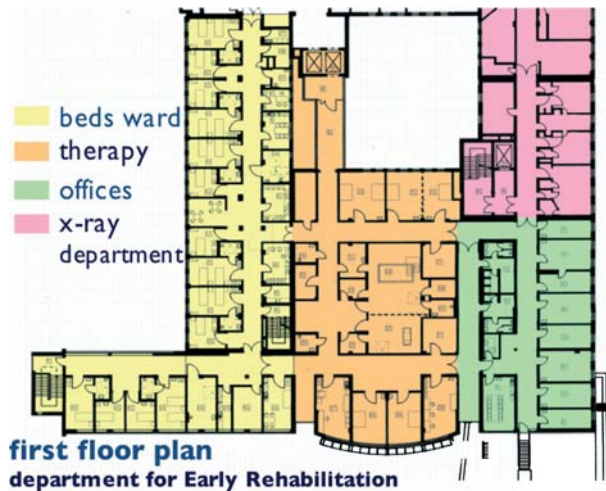 beds ward
therapy
offices
x-ray
department
first floor plan
department for Early Rehabilitation